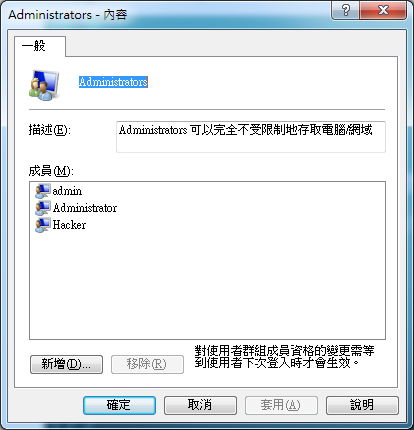 Administrators - 內容
一般
Administrators
描述(E):
Administrators 可以完全不受限制地存取電腦/網域
成員(M):
admin
Administrator
Hacker
新增(D)...
移除(R)
對使用者群組成員資格的變更需等
到使用者下次登入時才會生效。
確定
取消
套用(A)
說明